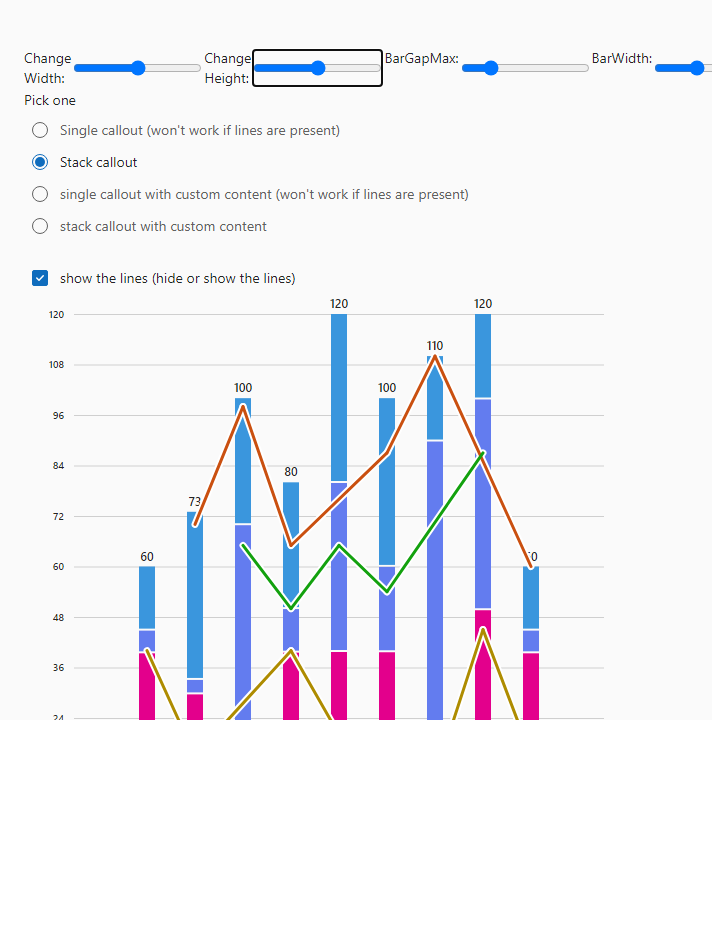 Change Width:
Change Height:
BarGapMax:
BarWidth:
Pick one
Single callout (won't work if lines are present)
Stack callout
single callout with custom content (won't work if lines are present)
stack callout with custom content
show the lines (hide or show the lines)
120
120
120
110
108
100
100
96
84
80
73
72
60
60
48
36
24